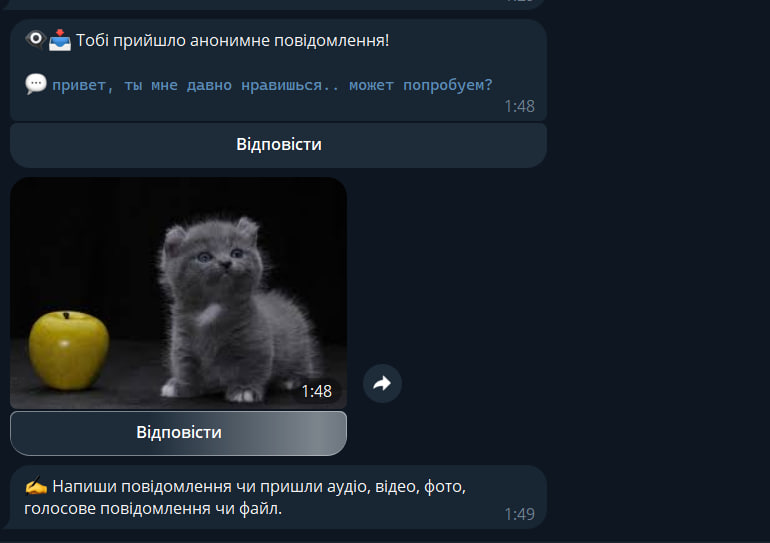 Тобі прийшло анонимне повідомлення!
привет, ты мне давно нравишься.. может попробуем?
1:48
Відповісти
1:48
Відповісти
Напиши повідомлення чи пришли аудіо, відео, фото,
голосове повідомлення чи файл.
1:49